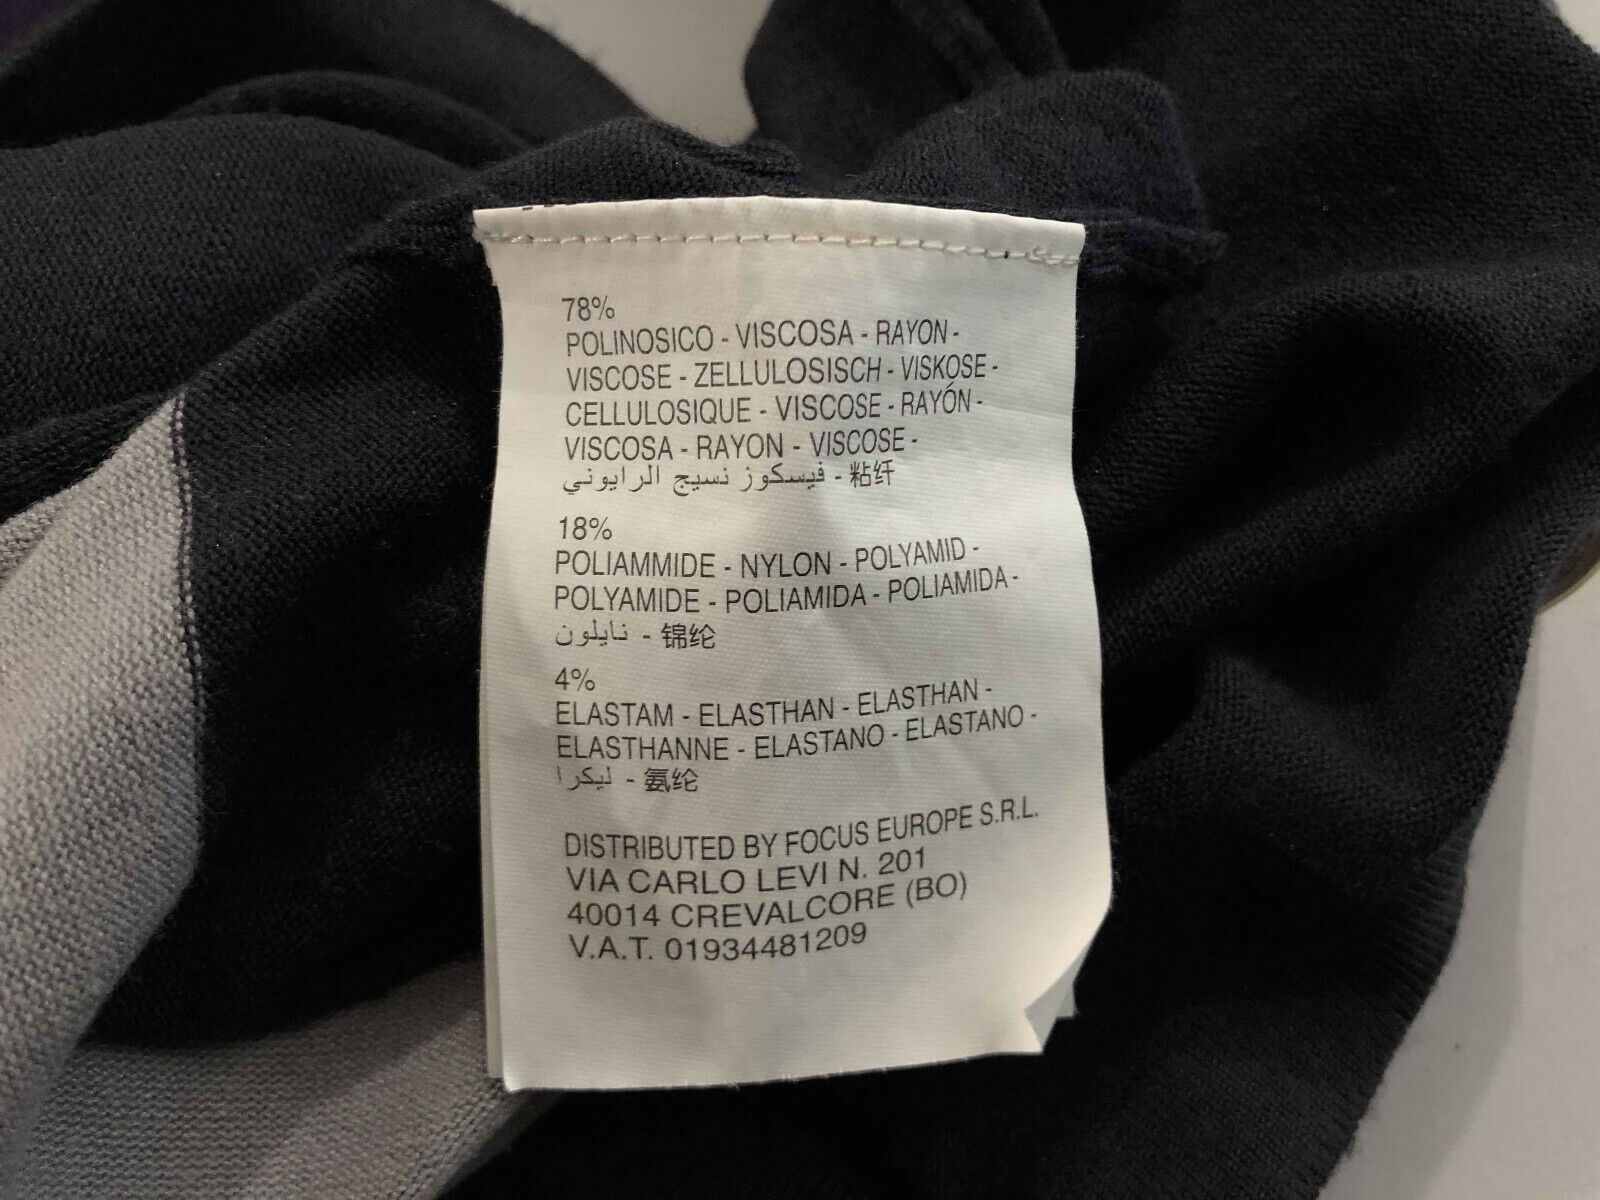 78%
POLINOSICO - VISCOSA - RAYON -
VISCOSE - ZELLULOSISCH - VISKOSE -
CELLULOSIQUE - VISCOSE - RAYÓN -
VISCOSA - RAYON - VISCOSE -
فيسكوز نسيج الرايوني - 粘纤
18%
POLIAMMIDE - NYLON - POLYAMID -
POLYAMIDE - POLIAMIDA - POLIAMIDA -
نايلون - 锦纶
4%
ELASTAM - ELASTHAN - ELASTHAN -
ELASTHANNE - ELASTANO - ELASTANO -
ليكرا - 氨纶
DISTRIBUTED BY FOCUS EUROPE S.R.L.
VIA CARLO LEVI N. 201
40014 CREVALCORE (BO)
V.A.T. 01934481209